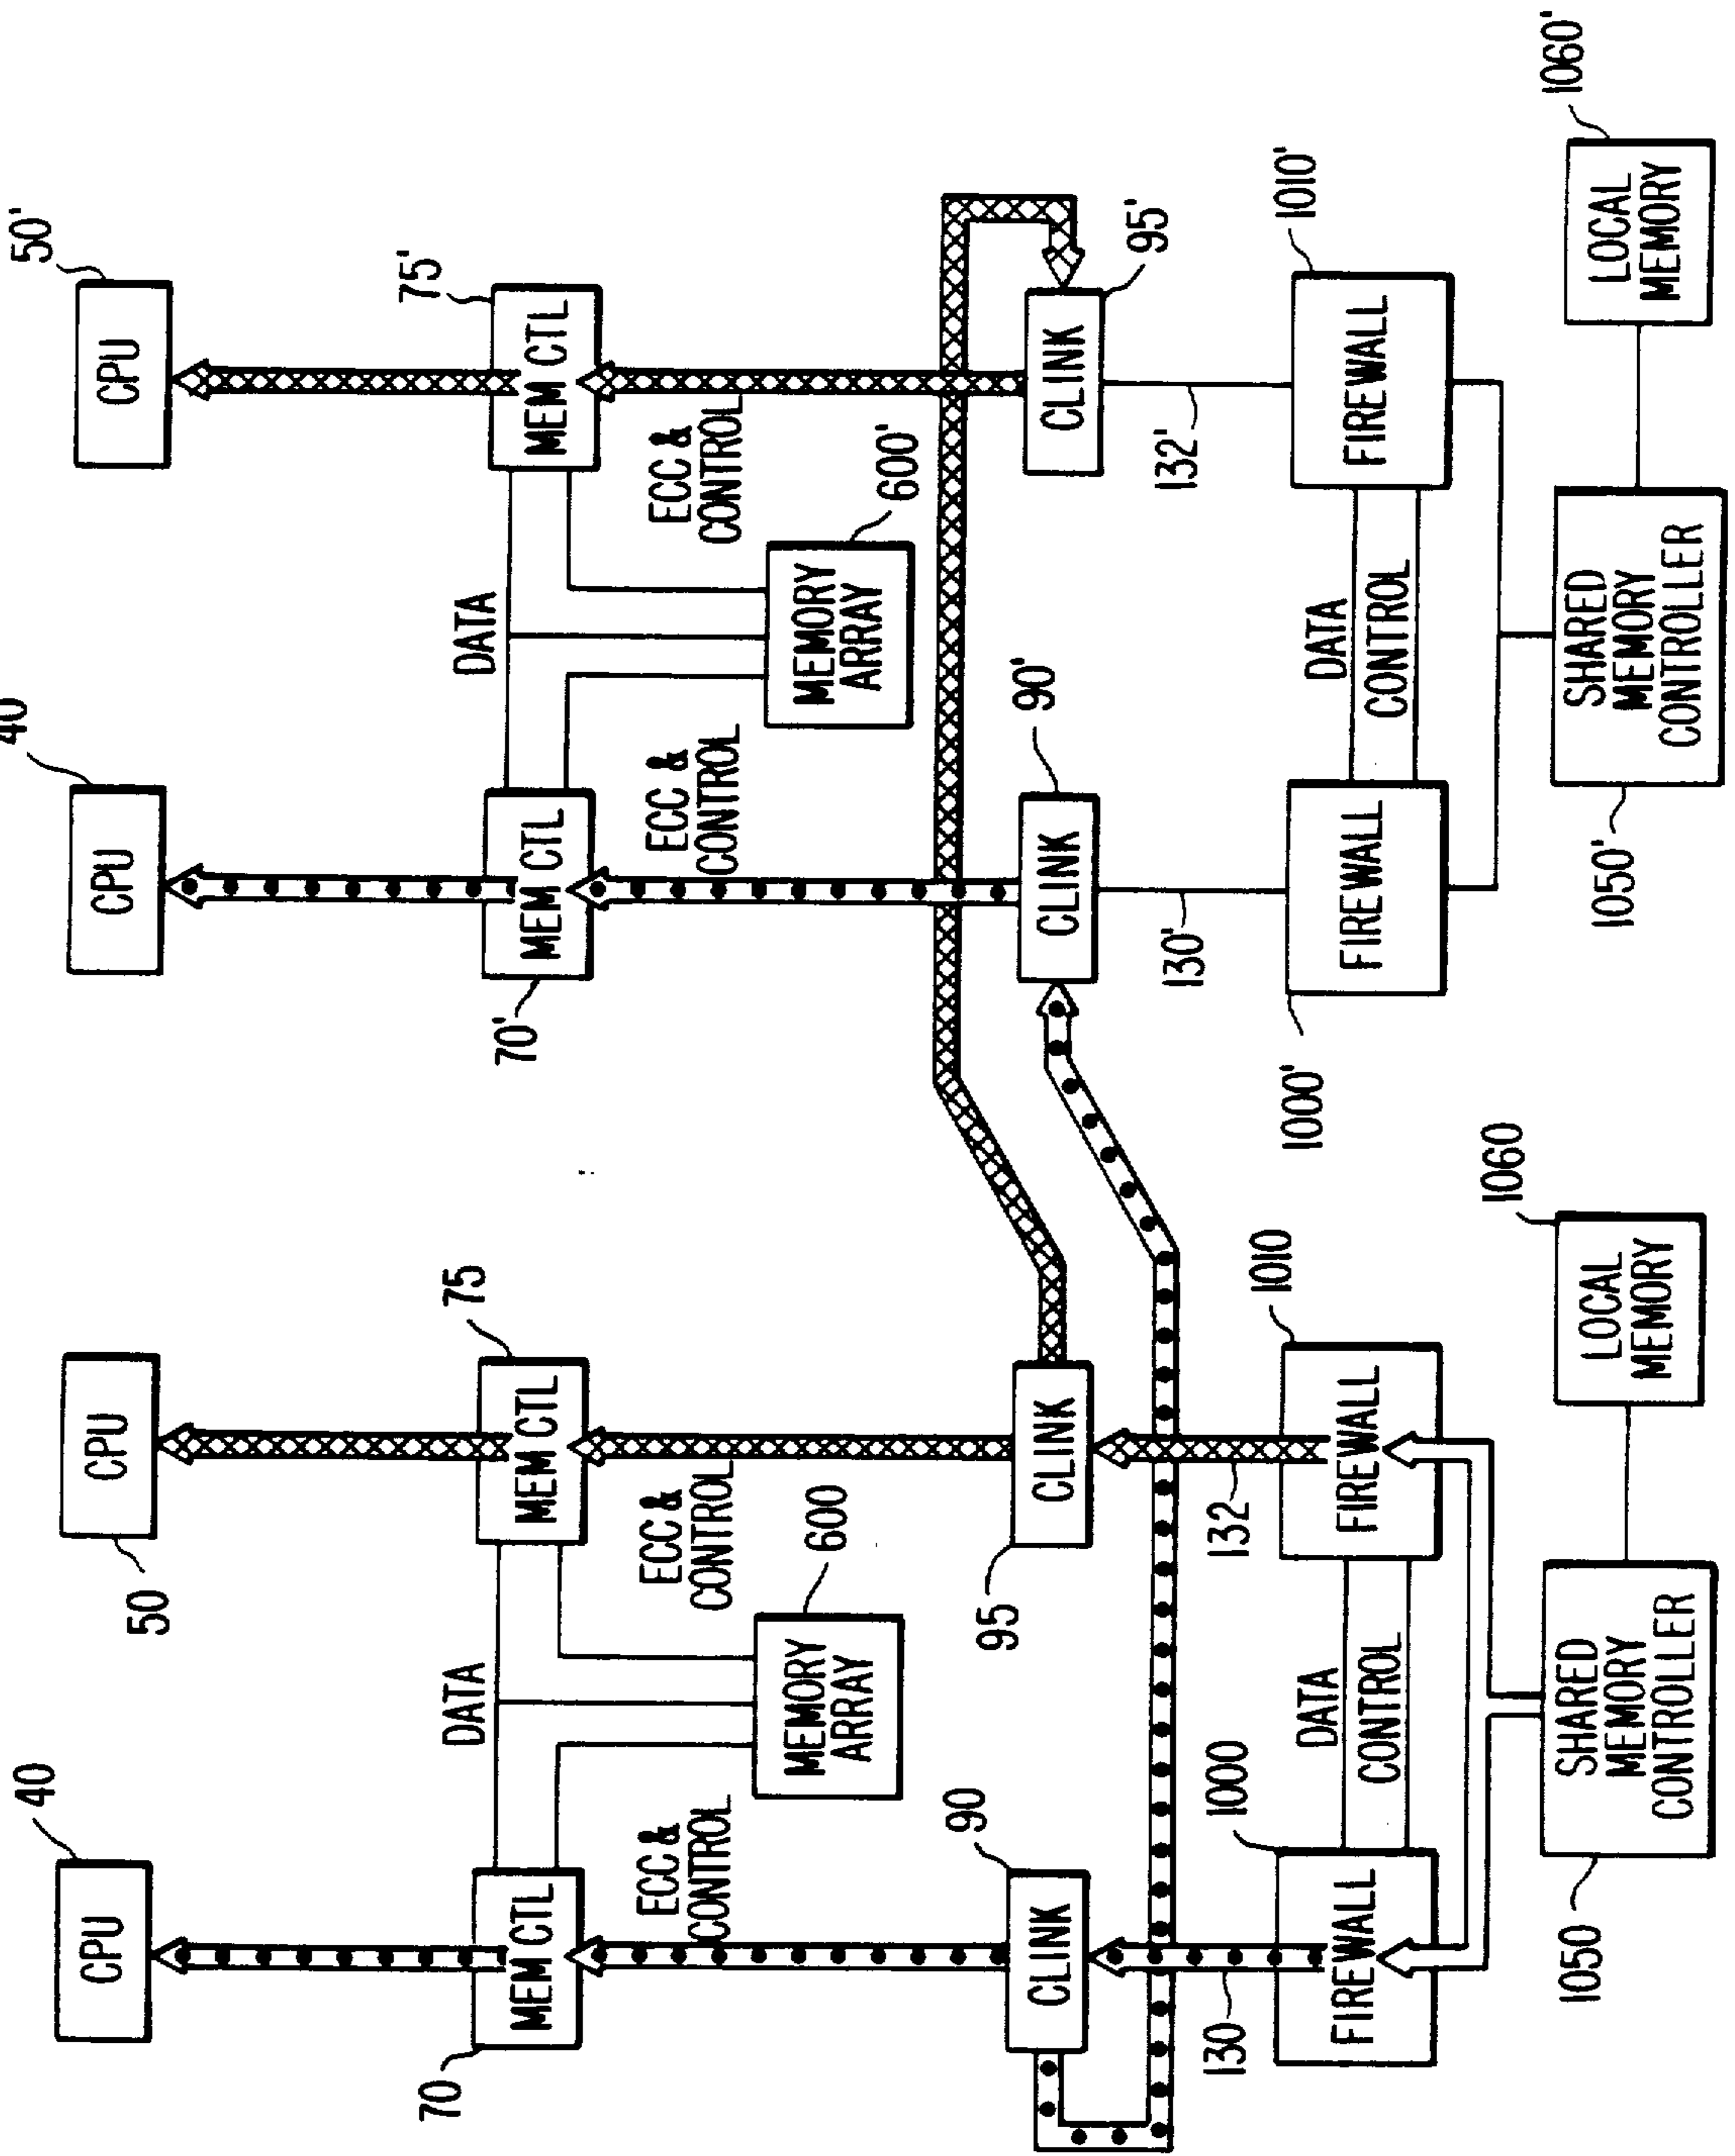 40
50
40
50'
CPU
CPU
CPU
CPU
70
75
70'
75'
MEM CTL
DATA
MEM CTL
MEM CTL
DATA
MEM CTL
ECC &
CONTROL
ECC &
CONTROL
ECC &
CONTROL
ECC &
CONTROL
600
MEMORY
ARRAY
600'
MEMORY
ARRAY
90
95
90'
95'
CLINK
CLINK
CLINK
CLINK
130
132
130'
132'
1000
1010
1000'
1010'
FIREWALL
DATA
CONTROL
FIREWALL
FIREWALL
DATA
CONTROL
FIREWALL
1050
SHARED
MEMORY
CONTROLLER
1060
LOCAL
MEMORY
1050'
SHARED
MEMORY
CONTROLLER
1060'
LOCAL
MEMORY